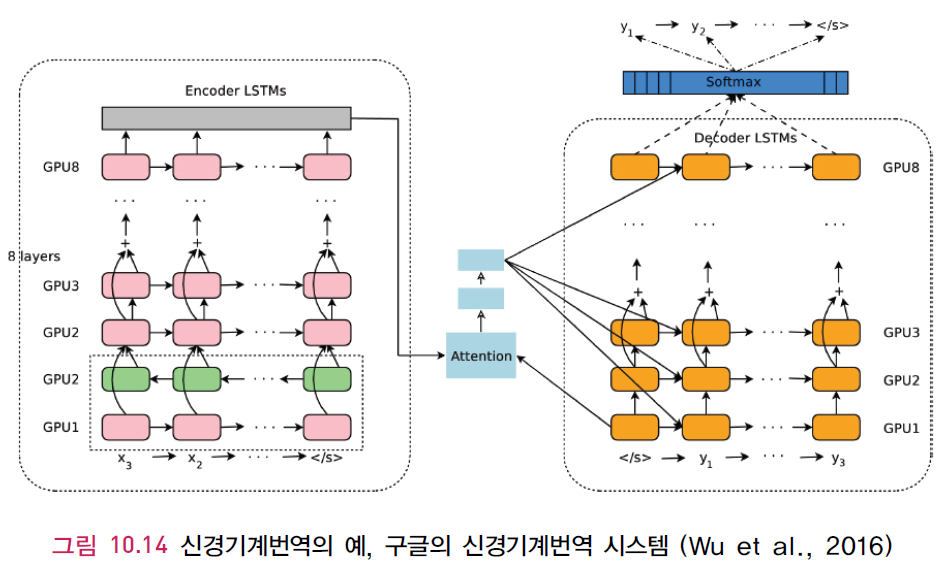 y1 y2 ··· </s>
Softmax
Encoder LSTMs
Decoder LSTMs
GPU8
GPU8
···
···
···
···
···
8 layers
+
+
+
GPU3
+
+
+
GPU3
GPU2
Attention
GPU2
GPU2
GPU1
GPU1
x3 x2 ··· </s>
</s> y1 ··· y3
그림 10.14 신경기계번역의 예, 구글의 신경기계번역 시스템 (Wu et al., 2016)